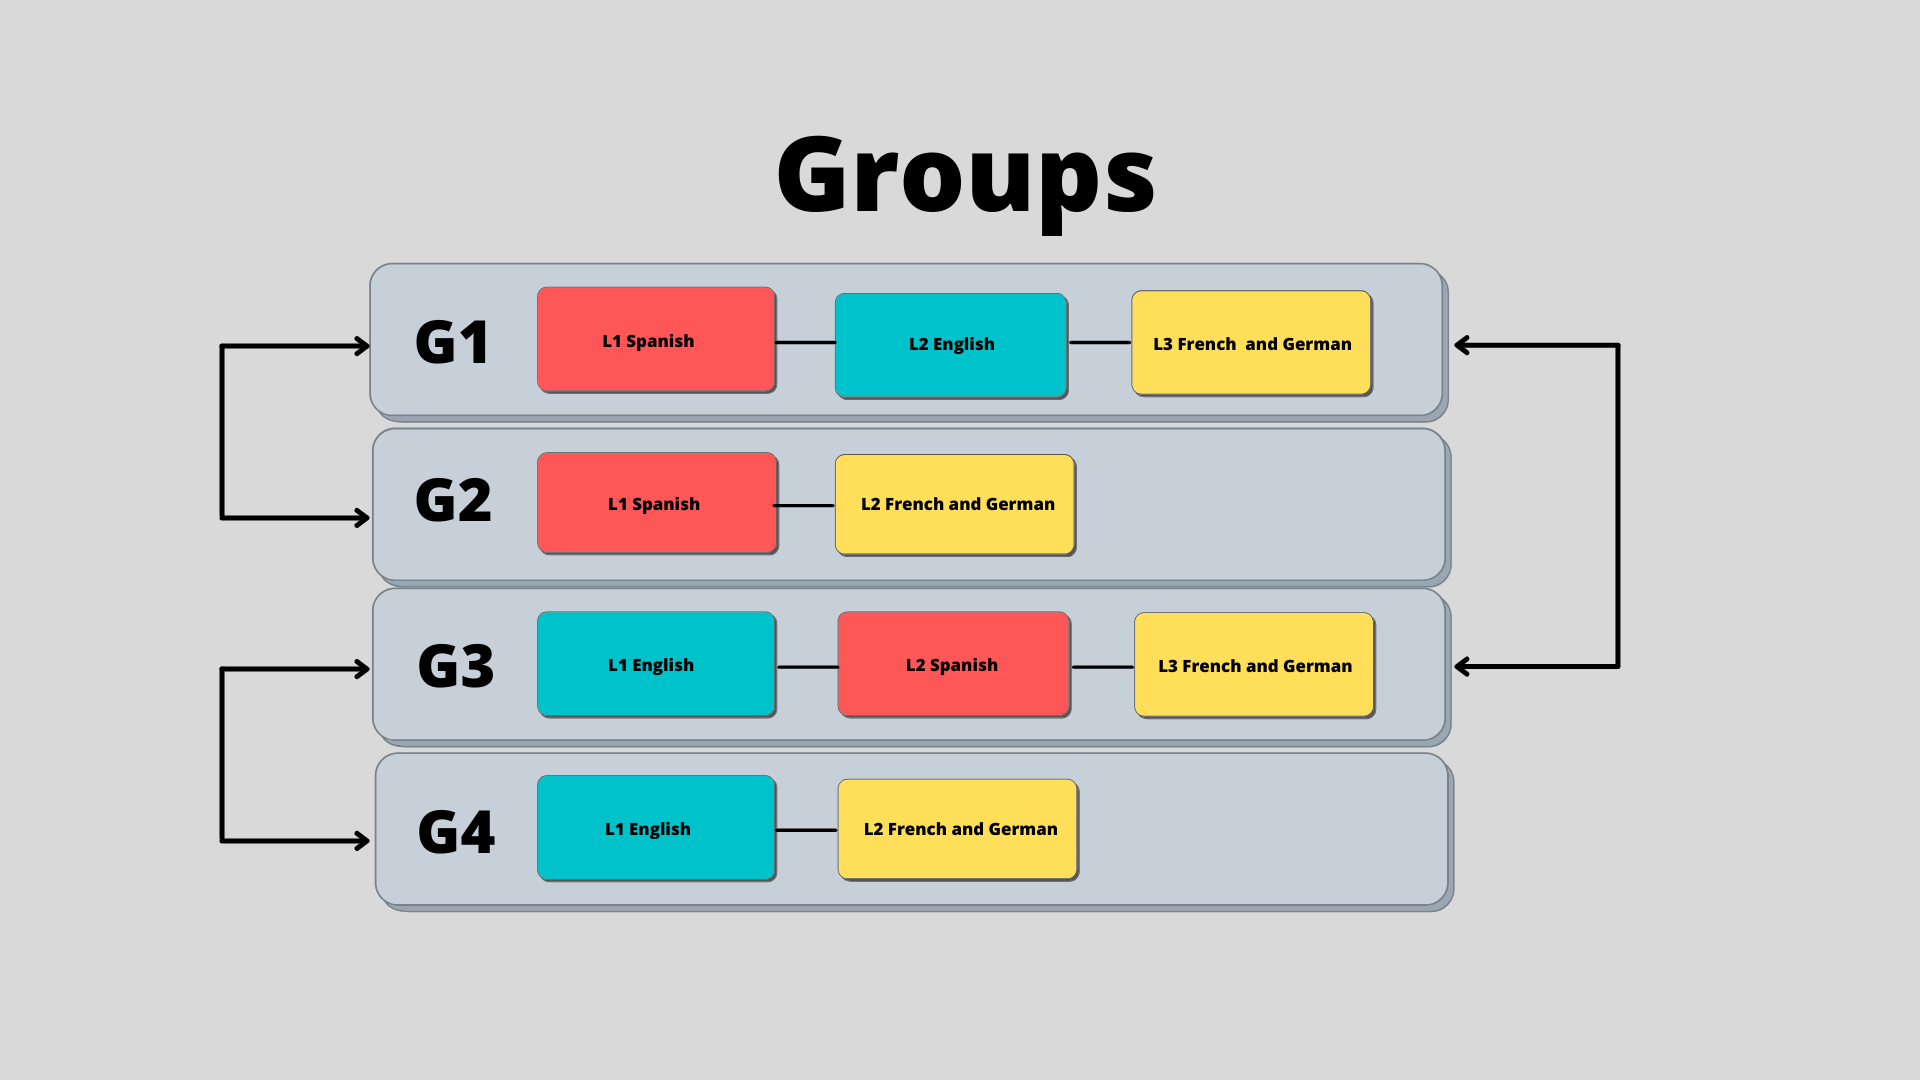 Groups
G1
L1 Spanish
L2 English
L3 French  and German
G2
L1 Spanish
L2 French and German
G3
L1 English
L2 Spanish
L3 French and German
G4
L1 English
L2 French and German